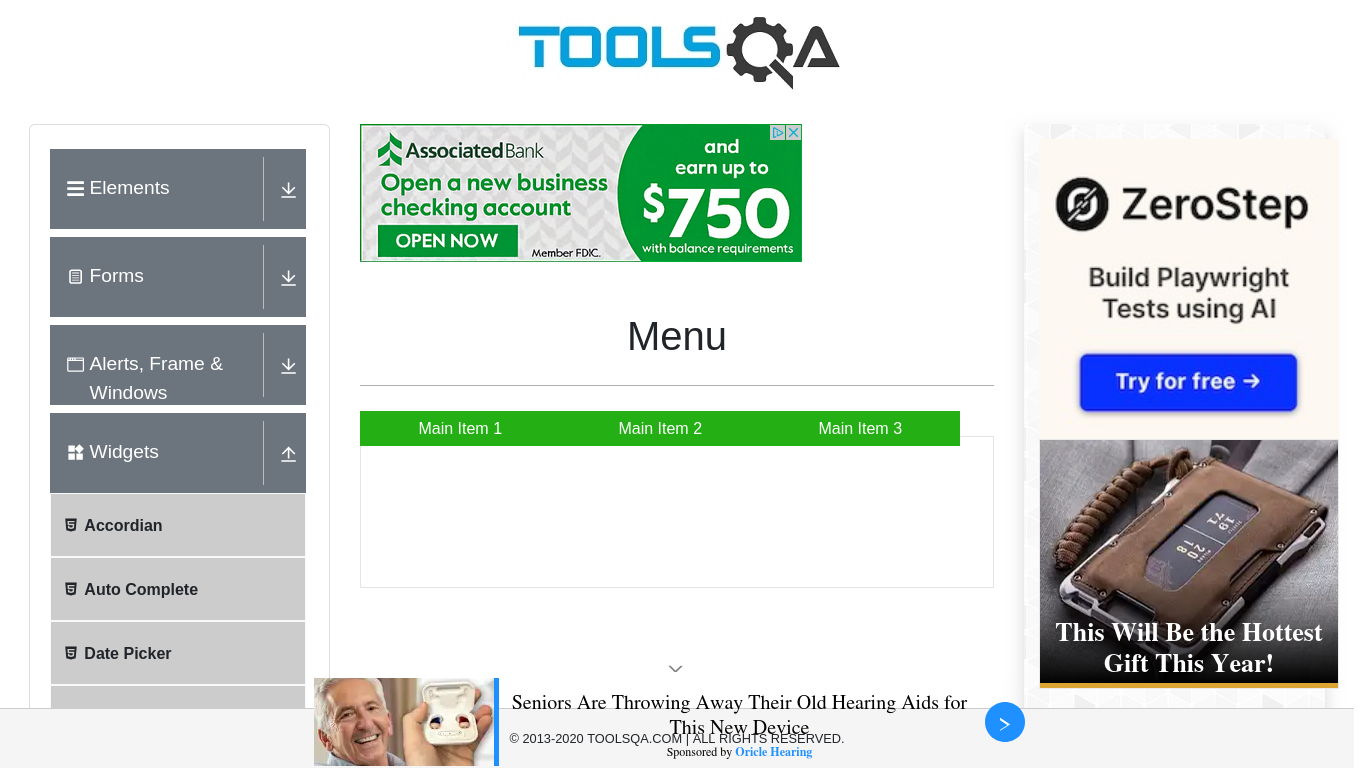 TOOLSQA
Elements
Forms
Alerts, Frame &
Windows
Widgets
Accordian
Auto Complete
Date Picker
Associated Bank
Open a new business
checking account
OPEN NOW
Member FDIC.
and
earn up to
$750
with balance requirements
Menu
Main Item 1
Main Item 2
Main Item 3
ZeroStep
Build Playwright
Tests using AI
Try for free →
1971
2018
This Will Be the Hottest
Gift This Year!
Seniors Are Throwing Away Their Old Hearing Aids for
This New Device
© 2013-2020 TOOLSQA.COM | ALL RIGHTS RESERVED.
Sponsored by Oricle Hearing